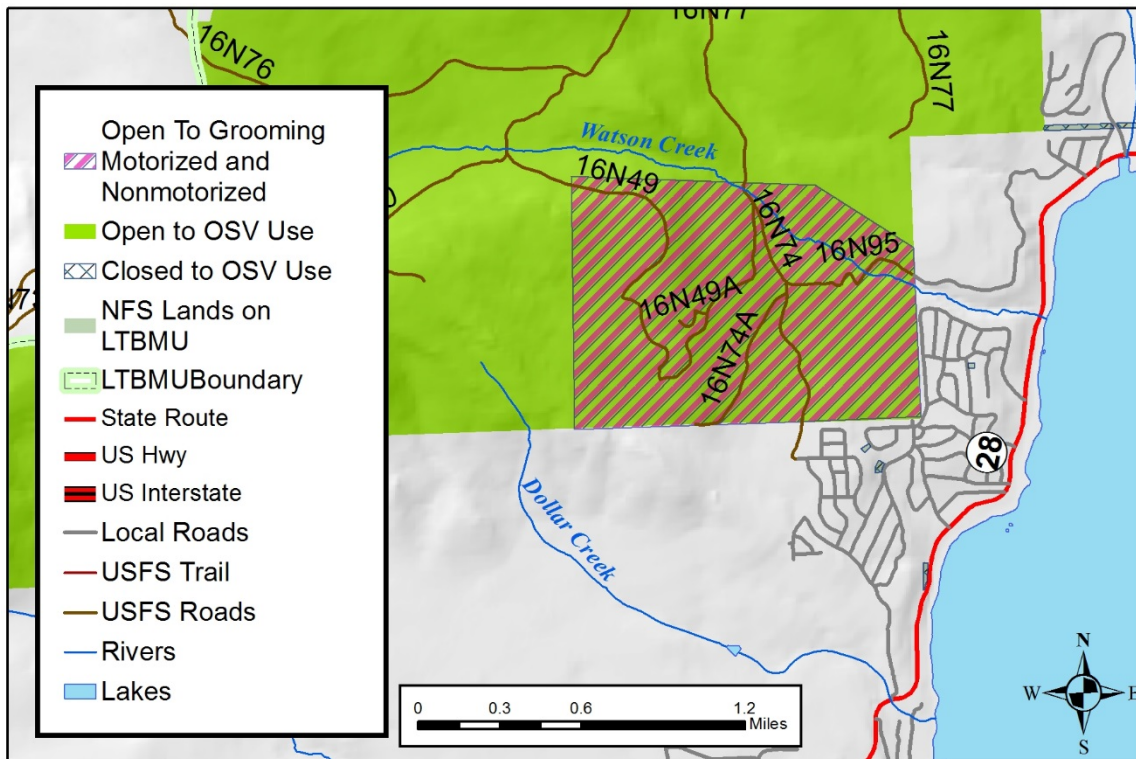 16N77
16N76
16N77
Open To Grooming
Motorized and
Nonmotorized
Open to OSV Use
Closed to OSV Use
NFS Lands on
LTBMU
LTBMUBoundary
State Route
US Hwy
US Interstate
Local Roads
USFS Trail
USFS Roads
Rivers
Lakes
Watson Creek
16N49
16N74
16N95
16N49A
16N74A
28
Dollar Creek
0 0.3 0.6 1.2
Miles
N
W E
S